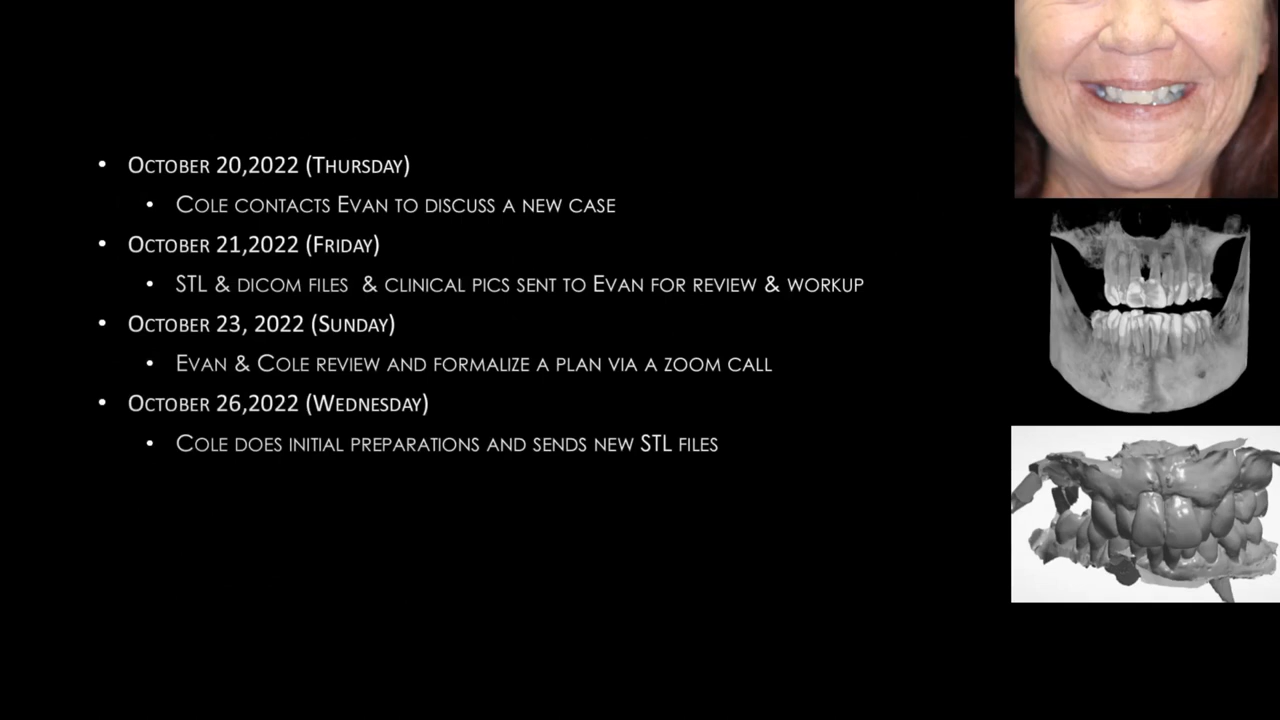 • October 20,2022 (Thursday)
• Cole contacts Evan to discuss a new case
• October 21,2022 (Friday)
• STL & dicom files & clinical pics sent to Evan for review & workup
• October 23, 2022 (Sunday)
• Evan & Cole review and formalize a plan via a zoom call
• October 26,2022 (Wednesday)
• Cole does initial preparations and sends new STL files